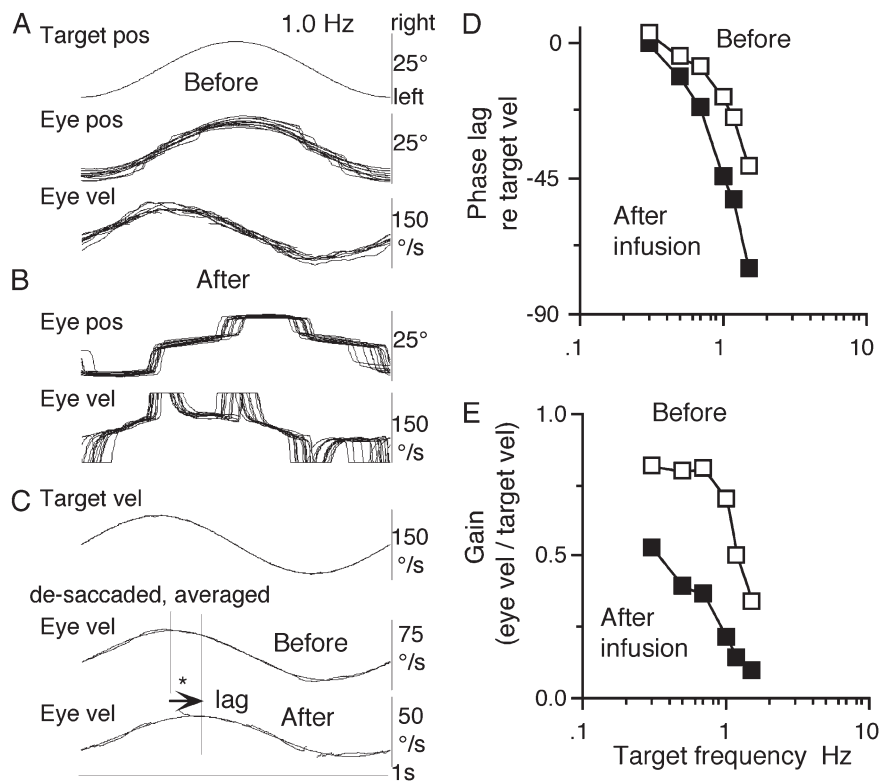 A
Target pos
1.0 Hz
right
25°
left
Before
Eye pos
25°
Eye vel
150
°/s
B
After
Eye pos
25°
Eye vel
150
°/s
C
Target vel
150
°/s
de-saccaded, averaged
Eye vel
Before
75
°/s
*
lag
Eye vel
After
50
°/s
1s
D
Before
After
infusion
Phase lag
re target vel
0
-45
-90
.1
1
10
E
Before
After
infusion
Gain
(eye vel / target vel)
1.0
0.5
0.0
.1
1
10
Target frequency Hz